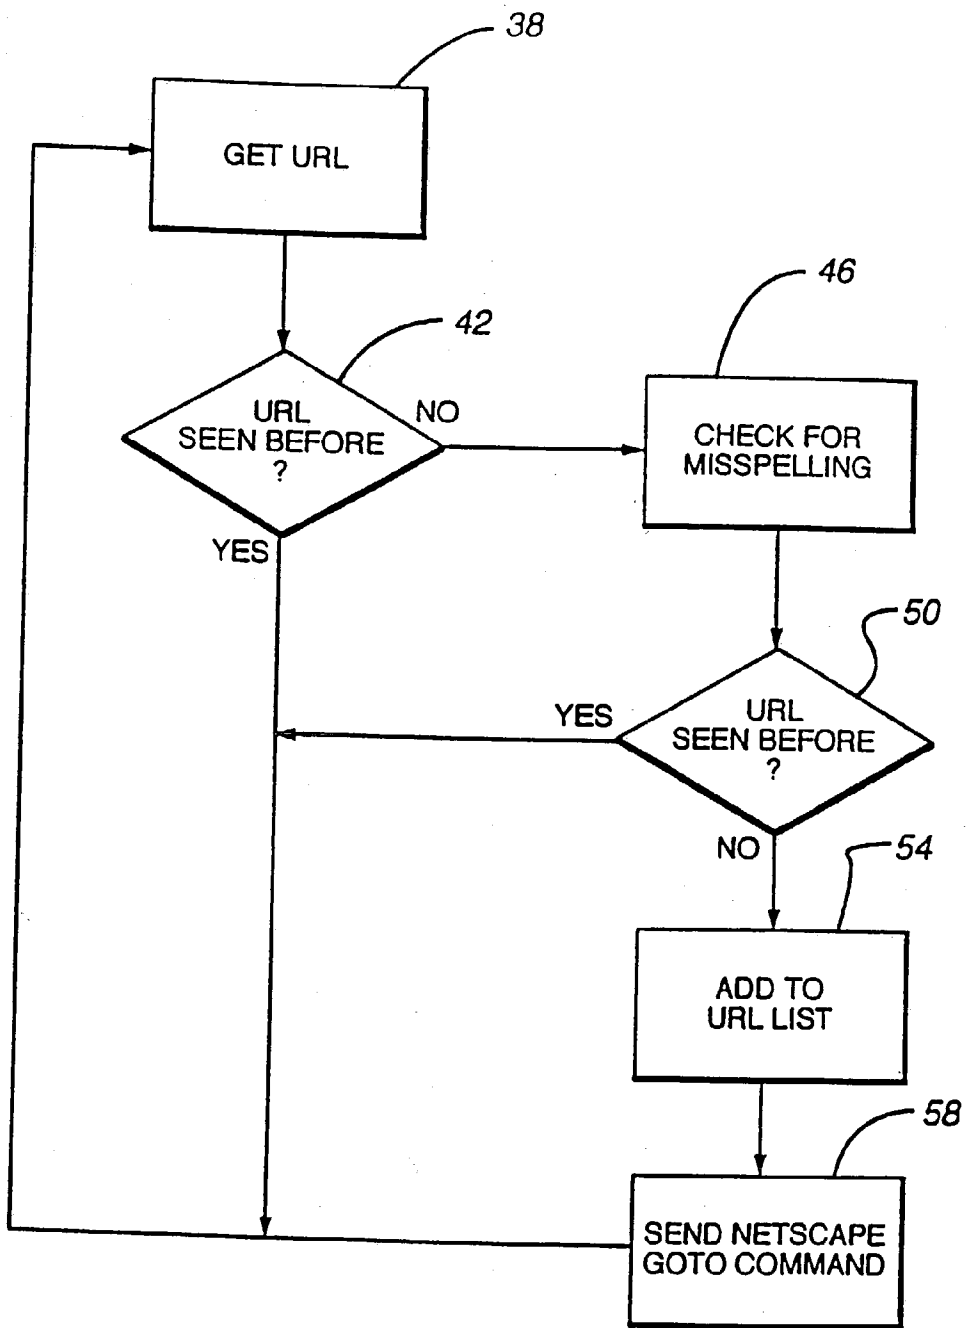 38
GET URL
42
URL
SEEN BEFORE
?
NO
YES
46
CHECK FOR
MISSPELLING
50
URL
SEEN BEFORE
?
YES
NO
54
ADD TO
URL LIST
58
SEND NETSCAPE
GOTO COMMAND